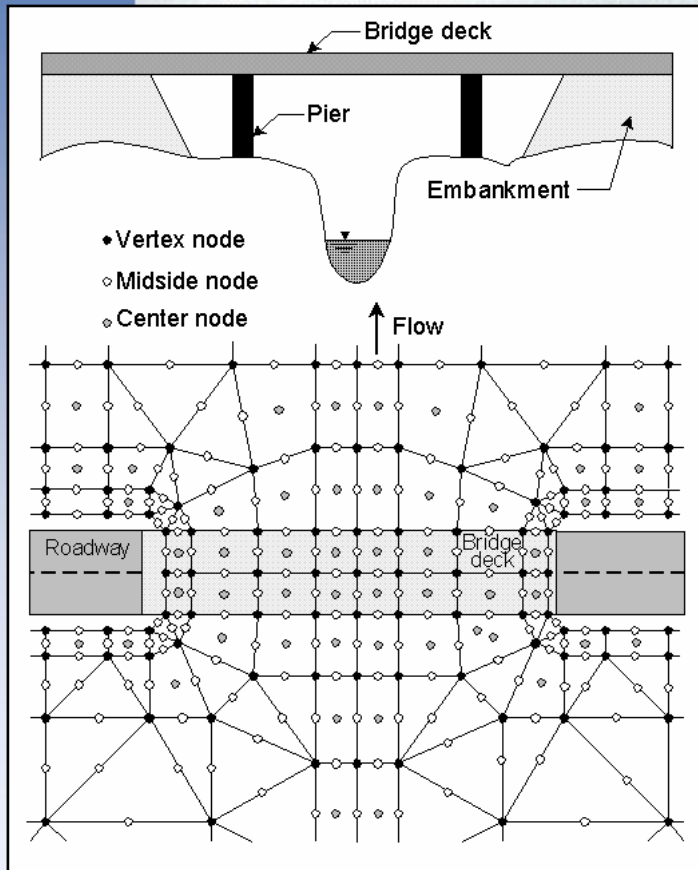 Bridge deck
Pier
Embankment
Vertex node
Midside node
Center node
Flow
Roadway
Bridge
deck